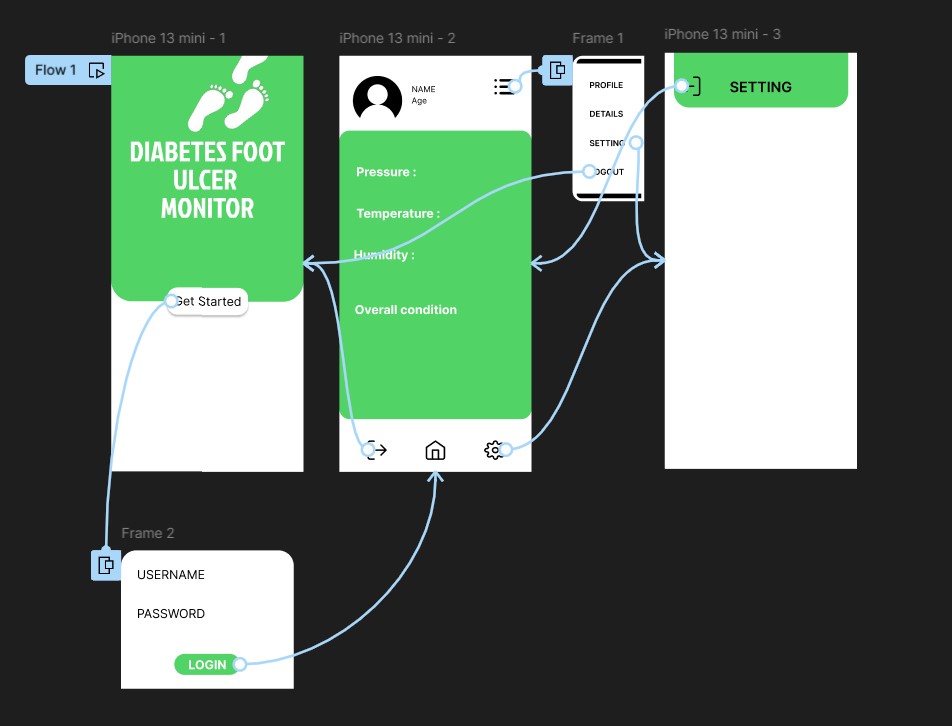 iPhone 13 mini - 1
iPhone 13 mini - 2
Frame 1
iPhone 13 mini - 3
Flow 1
DIABETES FOOT
ULCER
MONITOR
Get Started
NAME
Age
Pressure :
Temperature :
Humidity :
Overall condition
PROFILE
DETAILS
SETTING
LOGOUT
SETTING
Frame 2
USERNAME
PASSWORD
LOGIN